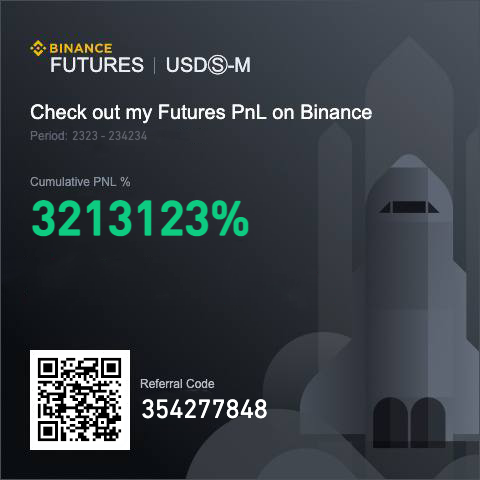 BINANCE
FUTURES | USDⓈ-M
Check out my Futures PnL on Binance
Period: 2323 - 234234
Cumulative PNL %
3213123%
Referral Code
354277848